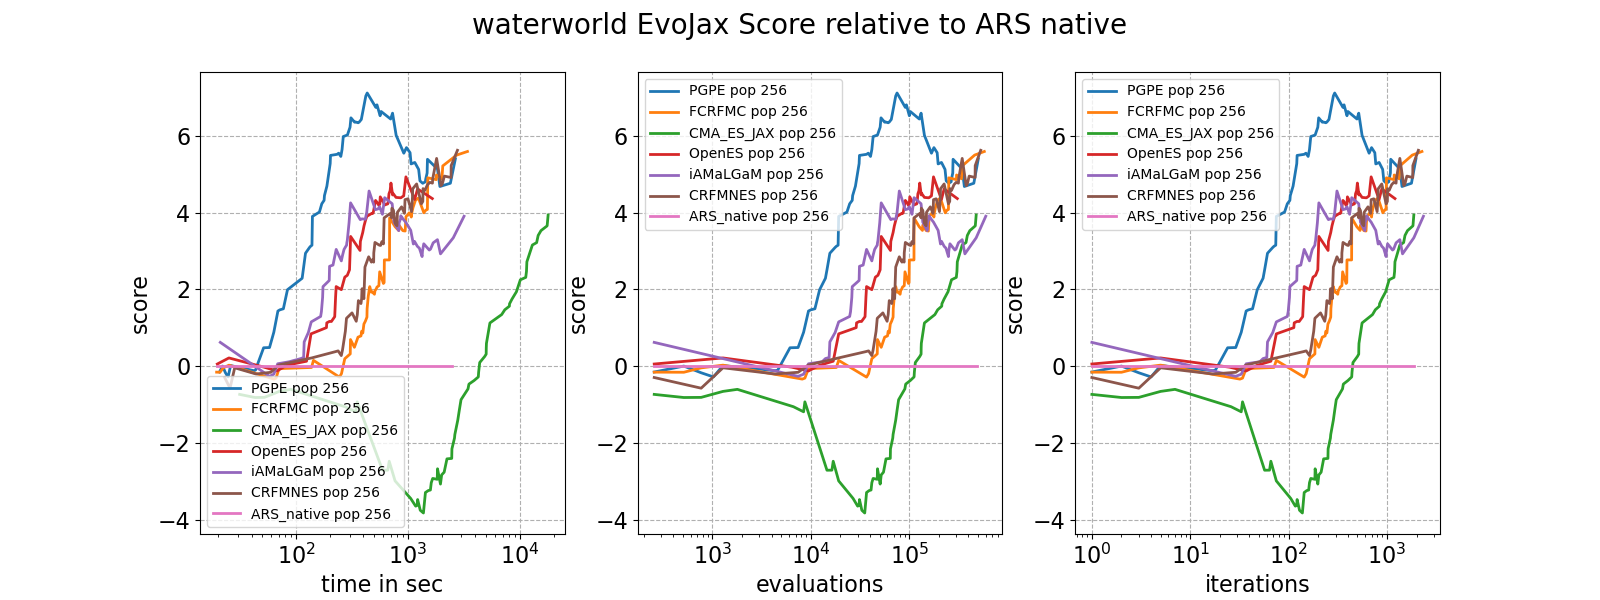 waterworld EvoJax Score relative to ARS native
score
6
4
2
0
−2
−4
PGPE pop 256
FCRFMC pop 256
CMA_ES_JAX pop 256
OpenES pop 256
iAMaLGaM pop 256
CRFMNES pop 256
ARS_native pop 256
10² 10³ 10⁴
time in sec
score
6
4
2
0
−2
−4
PGPE pop 256
FCRFMC pop 256
CMA_ES_JAX pop 256
OpenES pop 256
iAMaLGaM pop 256
CRFMNES pop 256
ARS_native pop 256
10³ 10⁴ 10⁵
evaluations
score
6
4
2
0
−2
−4
PGPE pop 256
FCRFMC pop 256
CMA_ES_JAX pop 256
OpenES pop 256
iAMaLGaM pop 256
CRFMNES pop 256
ARS_native pop 256
10⁰ 10¹ 10² 10³
iterations